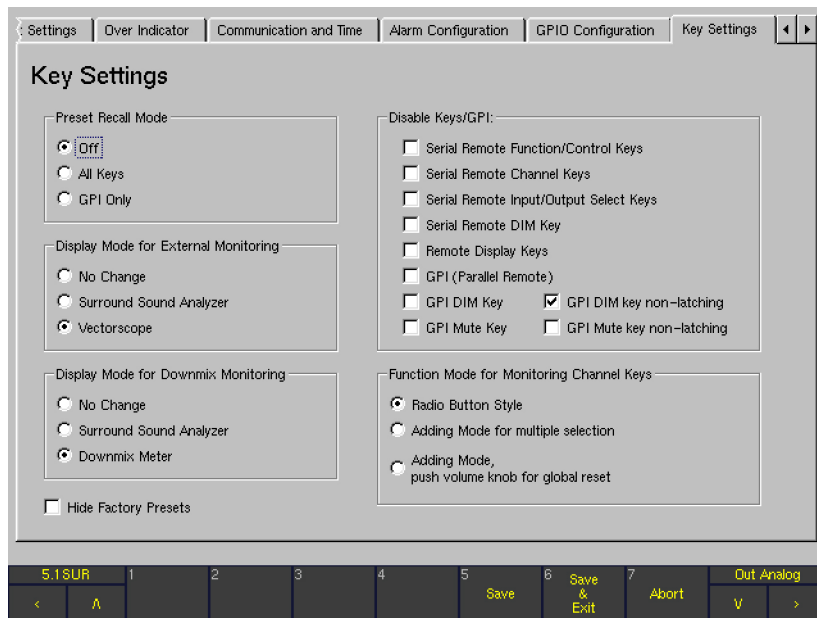 : Settings
Over Indicator
Communication and Time
Alarm Configuration
GPIO Configuration
Key Settings
Key Settings
Preset Recall Mode
Off
All Keys
GPI Only
Display Mode for External Monitoring
No Change
Surround Sound Analyzer
Vectorscope
Display Mode for Downmix Monitoring
No Change
Surround Sound Analyzer
Downmix Meter
Hide Factory Presets
Disable Keys/GPI:
Serial Remote Function/Control Keys
Serial Remote Channel Keys
Serial Remote Input/Output Select Keys
Serial Remote DIM Key
Remote Display Keys
GPI (Parallel Remote)
GPI DIM Key
GPI DIM key non-latching
GPI Mute Key
GPI Mute key non-latching
Function Mode for Monitoring Channel Keys
Radio Button Style
Adding Mode for multiple selection
Adding Mode,
push volume knob for global reset
5.1SUR
< Λ
1
2
3
4
5
Save
6
Save
&
Exit
7
Abort
Out Analog
V >